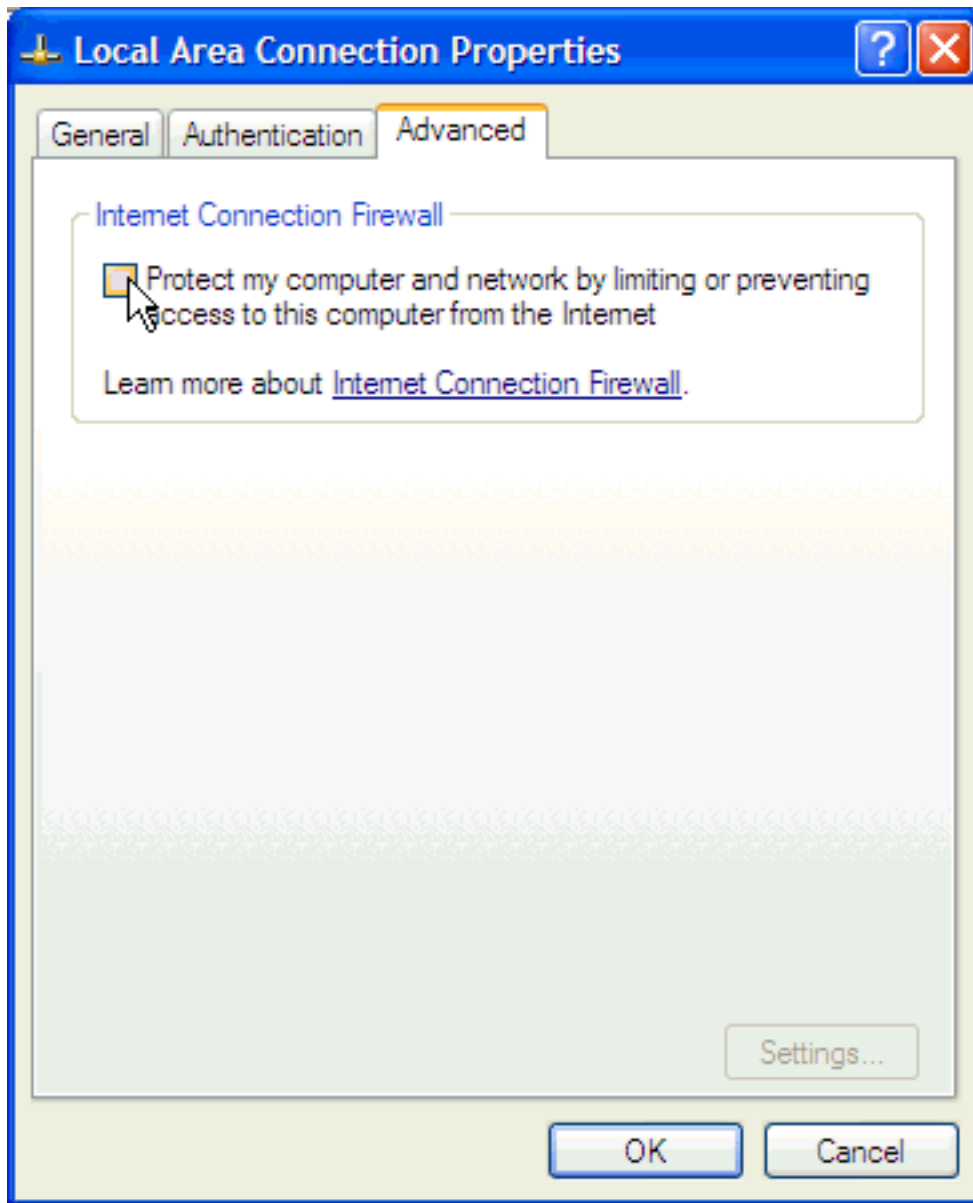 Local Area Connection Properties
?
General Authentication Advanced
Internet Connection Firewall
Protect my computer and network by limiting or preventing
access to this computer from the Internet
Learn more about Internet Connection Firewall.
Settings...
OK Cancel